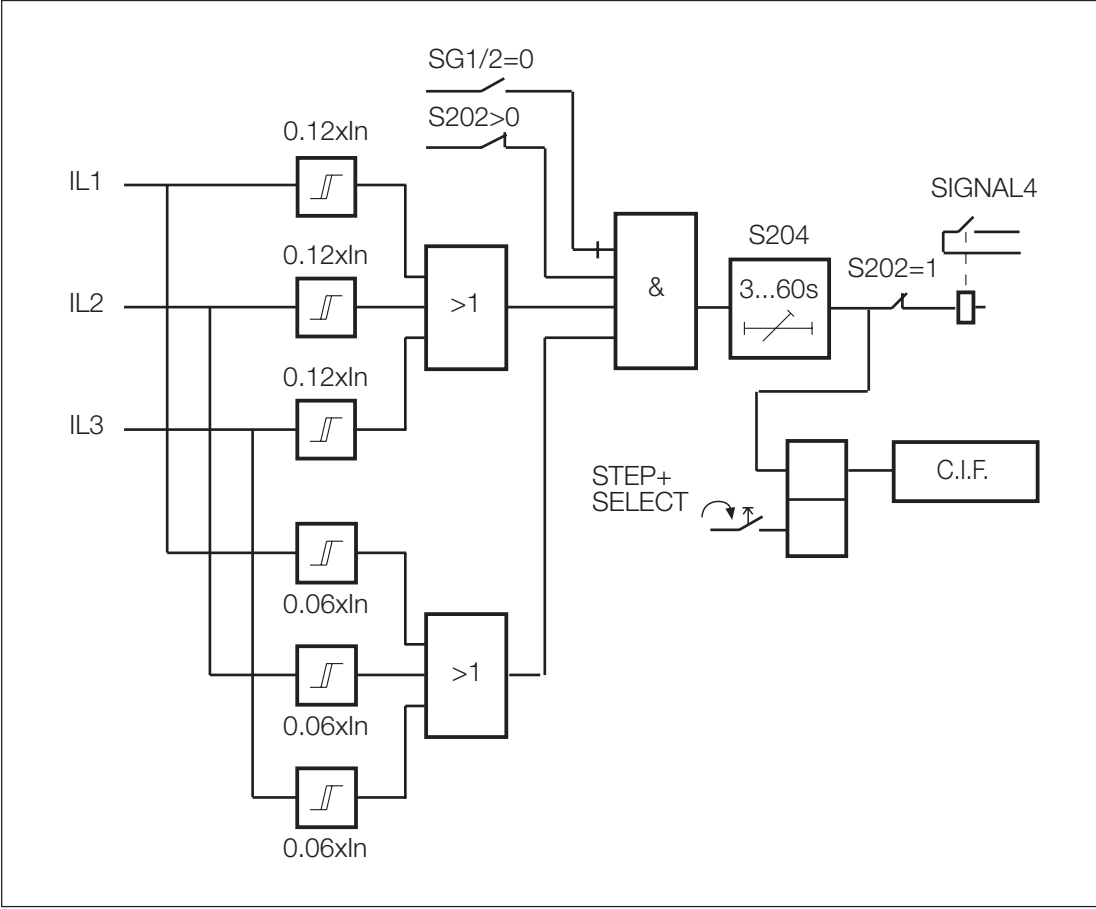 SG1/2=0
S202>0
0.12xIn
IL1
SIGNAL4
0.12xIn
S204
S202=1
IL2
>1
&
3...60s
0.12xIn
IL3
STEP+
SELECT
C.I.F.
0.06xIn
>1
0.06xIn
0.06xIn